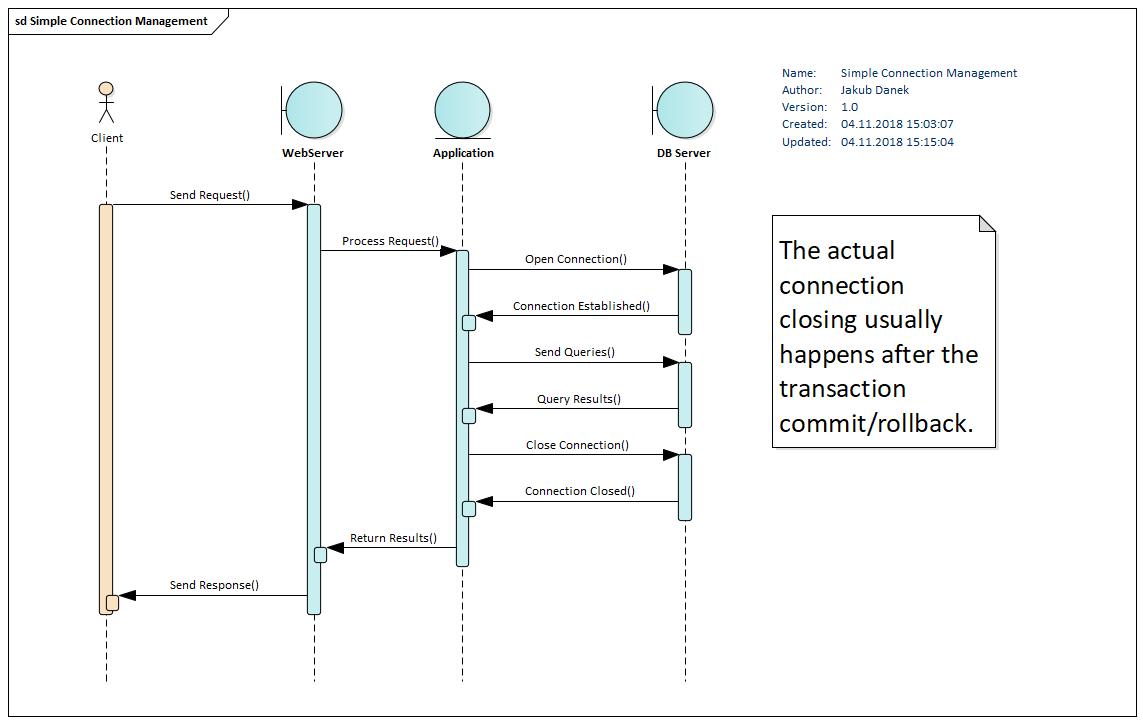 sd Simple Connection Management
Name: Simple Connection Management
Author: Jakub Danek
Version: 1.0
Created: 04.11.2018 15:03:07
Updated: 04.11.2018 15:15:04
Client
WebServer
Application
DB Server
Send Request()
Process Request()
Open Connection()
Connection Established()
Send Queries()
Query Results()
Close Connection()
Connection Closed()
Return Results()
Send Response()
The actual
connection
closing usually
happens after the
transaction
commit/rollback.